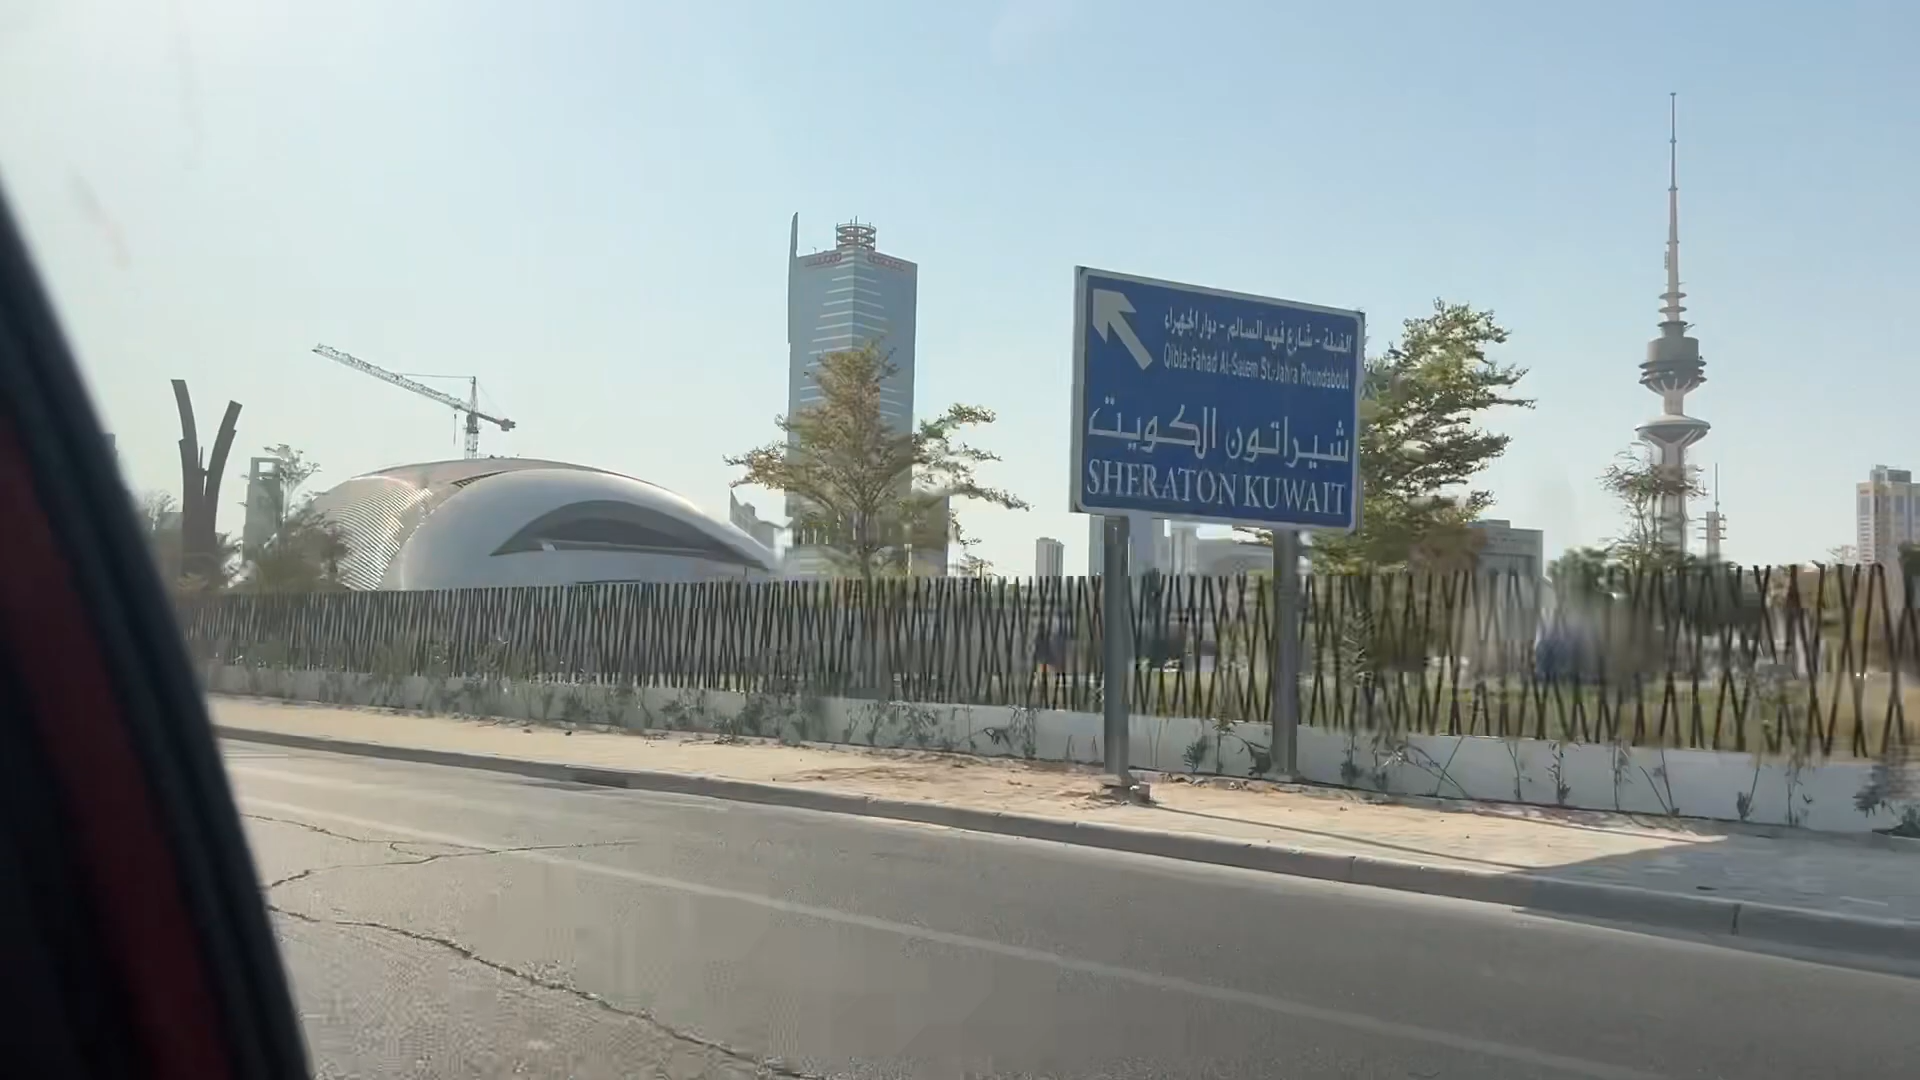 القبلة - شارع فهد السالم - دوار الجهراء
Qibla-Fahad Al-Salem St-Jahra Roundabout
شيراتون الكويت
SHERATON KUWAIT